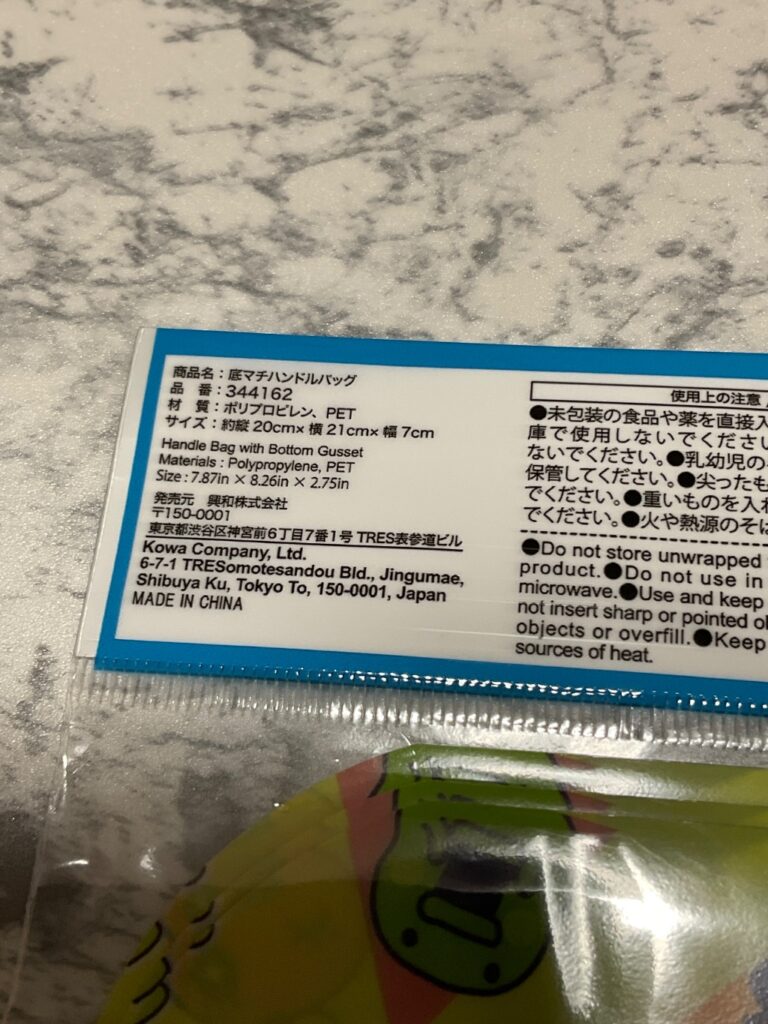 商品名：底マチハンドルバッグ
品　番：344162
材　質：ポリプロピレン、PET
サイズ：約縦 20cm× 横 21cm× 幅 7cm
Handle Bag with Bottom Gusset
Materials : Polypropylene, PET
Size : 7.87in × 8.26in × 2.75in
発売元　興和株式会社
〒150-0001
東京都渋谷区神宮前6丁目7番1号 TRES表参道ビル
Kowa Company, Ltd.
6-7-1 TRESomotesandou Bld., Jingumae,
Shibuya Ku, Tokyo To, 150-0001, Japan
MADE IN CHINA
使用上の注意
●未包装の食品や薬を直接入
庫で使用しないでください
ないでください。●乳幼児の
保管してください。●尖ったも
でください。●重いものを入れ
でください。●火や熱源のそば
●Do not store unwrapped
product.●Do not use in
microwave.●Use and keep
not insert sharp or pointed
objects or overfill.●Keep
sources of heat.